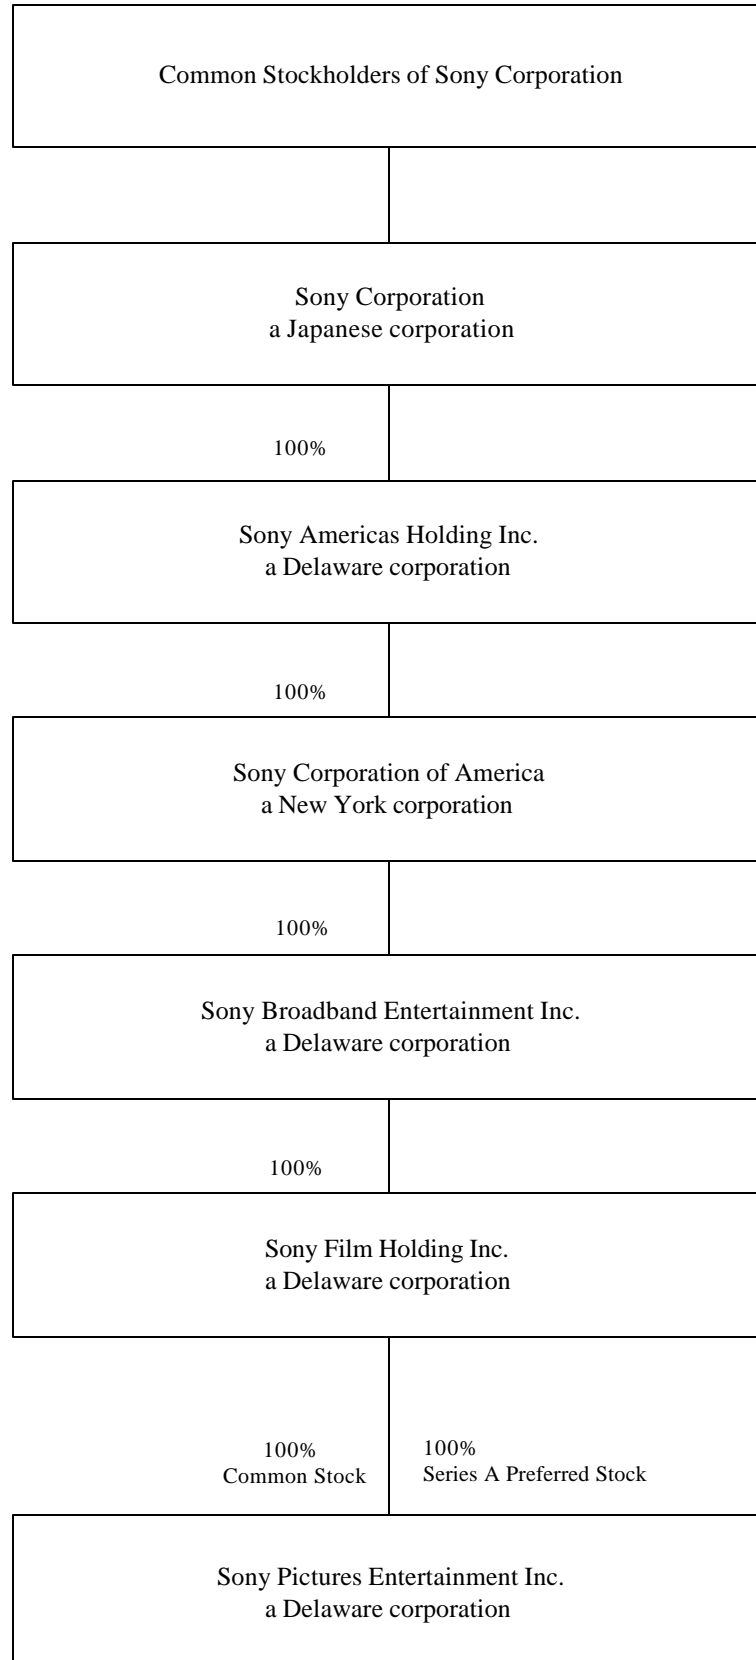 Common Stockholders of Sony Corporation
Sony Corporation
a Japanese corporation
100%
Sony Americas Holding Inc.
a Delaware corporation
100%
Sony Corporation of America
a New York corporation
100%
Sony Broadband Entertainment Inc.
a Delaware corporation
100%
Sony Film Holding Inc.
a Delaware corporation
100%
Common Stock
100%
Series A Preferred Stock
Sony Pictures Entertainment Inc.
a Delaware corporation